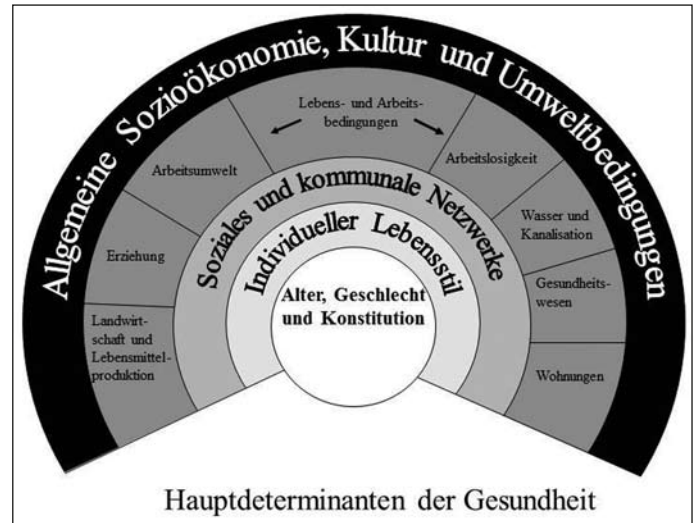 Allgemeine Sozioökonomie, Kultur und Umweltbedingungen
Lebens- und Arbeits-
bedingungen
Arbeitsumwelt
Arbeitslosigkeit
Erziehung
Wasser und
Kanalisation
Landwirt-
schaft und
Lebensmittel-
produktion
Gesundheits-
wesen
Wohnungen
Soziales und kommunale Netzwerke
Individueller Lebensstil
Alter, Geschlecht
und Konstitution
Hauptdeterminanten der Gesundheit